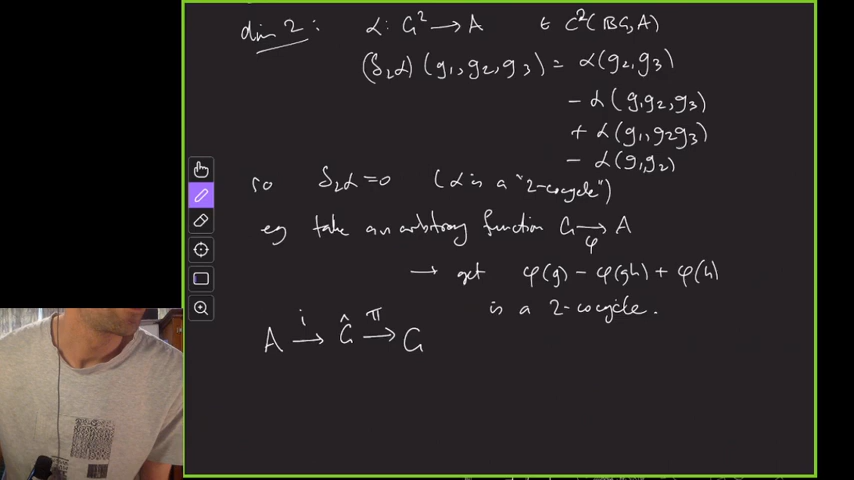 dim 2: α: G² → A ∈ C²(BG, A)
(δ₂α)(g₁, g₂, g₃) = α(g₂, g₃)
- α(g₁g₂, g₃)
+ α(g₁, g₂g₃)
- α(g₁, g₂)
so δ₂α = 0 (α is a "2-cocycle")
eg take an arbitrary function G →φ A
→ get φ(g) - φ(gh) + φ(h)
is a 2-cocycle.
A →i Ĝ →π G